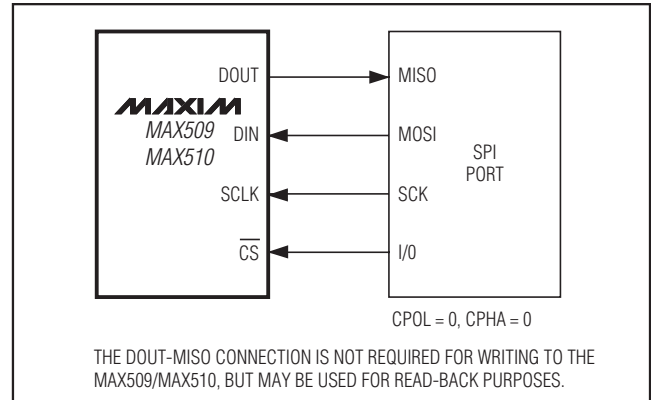 DOUT
MISO
MAXIM
MAX509
DIN
MOSI
MAX510
SPI
PORT
SCLK
SCK
CS
I/0
CPOL = 0, CPHA = 0
THE DOUT-MISO CONNECTION IS NOT REQUIRED FOR WRITING TO THE
MAX509/MAX510, BUT MAY BE USED FOR READ-BACK PURPOSES.